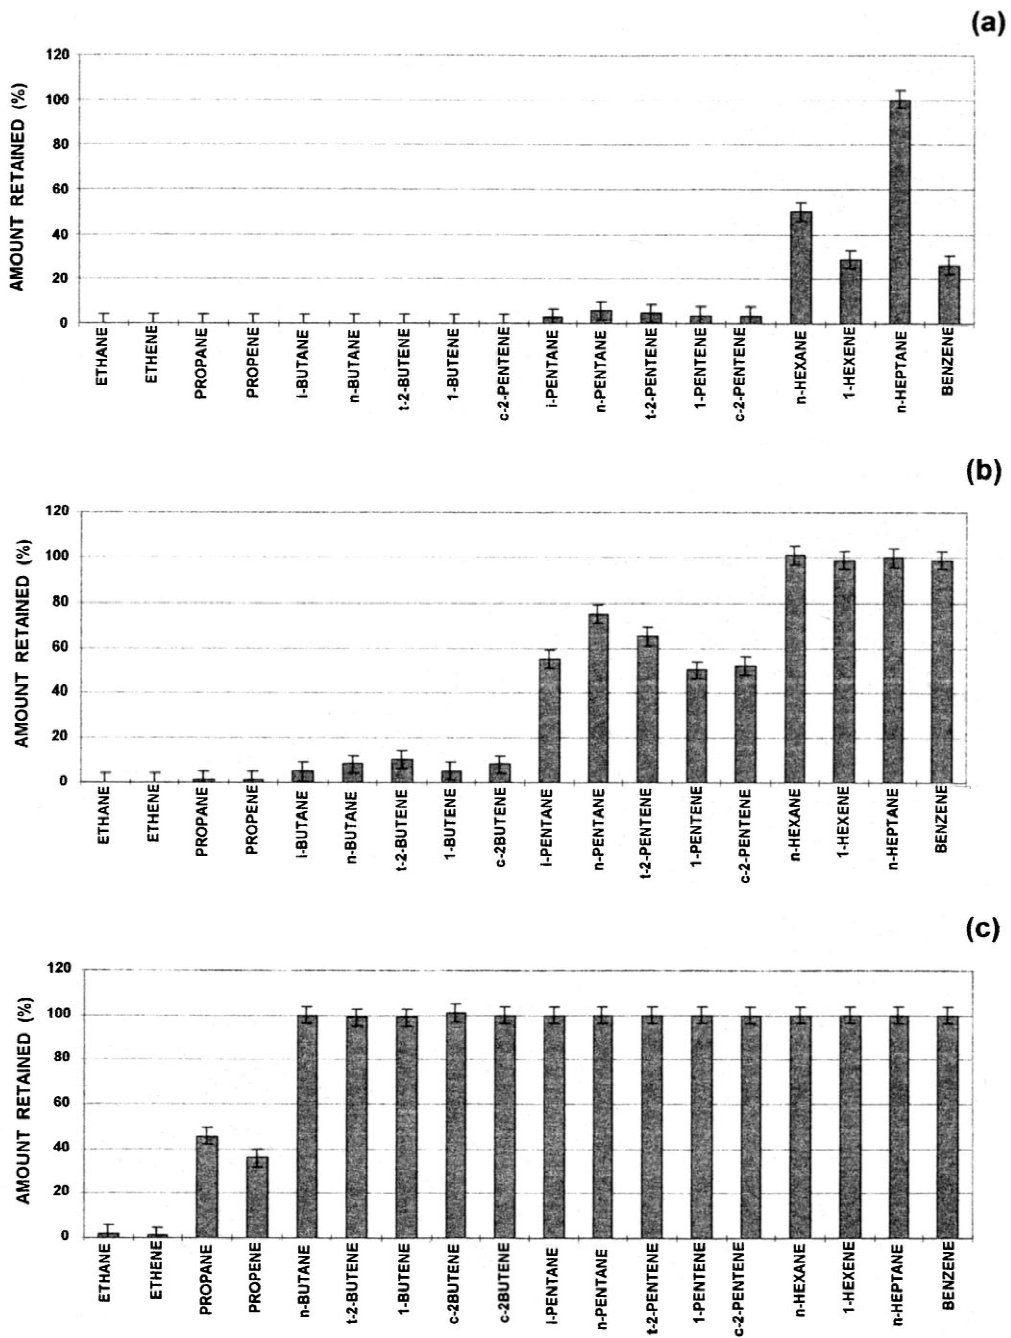 (a)
AMOUNT RETAINED (%)
120
100
80
60
40
20
0
ETHANE
ETHENE
PROPANE
PROPENE
i-BUTANE
n-BUTANE
t-2-BUTENE
1-BUTENE
c-2-PENTENE
i-PENTANE
n-PENTANE
t-2-PENTENE
1-PENTENE
c-2-PENTENE
n-HEXANE
1-HEXENE
n-HEPTANE
BENZENE
(b)
AMOUNT RETAINED (%)
120
100
80
60
40
20
0
ETHANE
ETHENE
PROPANE
PROPENE
i-BUTANE
n-BUTANE
t-2-BUTENE
1-BUTENE
c-2BUTENE
i-PENTANE
n-PENTANE
t-2-PENTENE
1-PENTENE
c-2-PENTENE
n-HEXANE
1-HEXENE
n-HEPTANE
BENZENE
(c)
AMOUNT RETAINED (%)
120
100
80
60
40
20
0
ETHANE
ETHENE
PROPANE
PROPENE
n-BUTANE
t-2-BUTENE
1-BUTENE
c-2BUTENE
c-2BUTENE
i-PENTANE
n-PENTANE
t-2-PENTENE
1-PENTENE
c-2-PENTENE
n-HEXANE
1-HEXENE
n-HEPTANE
BENZENE